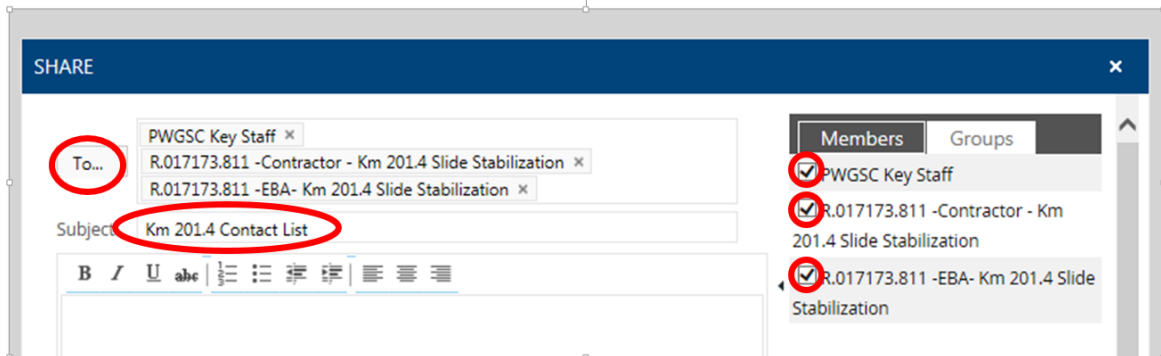 SHARE ×
To...
PWGSC Key Staff ×
R.017173.811 -Contractor - Km 201.4 Slide Stabilization ×
R.017173.811 -EBA- Km 201.4 Slide Stabilization ×
Subject
Km 201.4 Contact List
B I U abc
Members Groups
PWGSC Key Staff
R.017173.811 -Contractor - Km
201.4 Slide Stabilization
R.017173.811 -EBA- Km 201.4 Slide
Stabilization